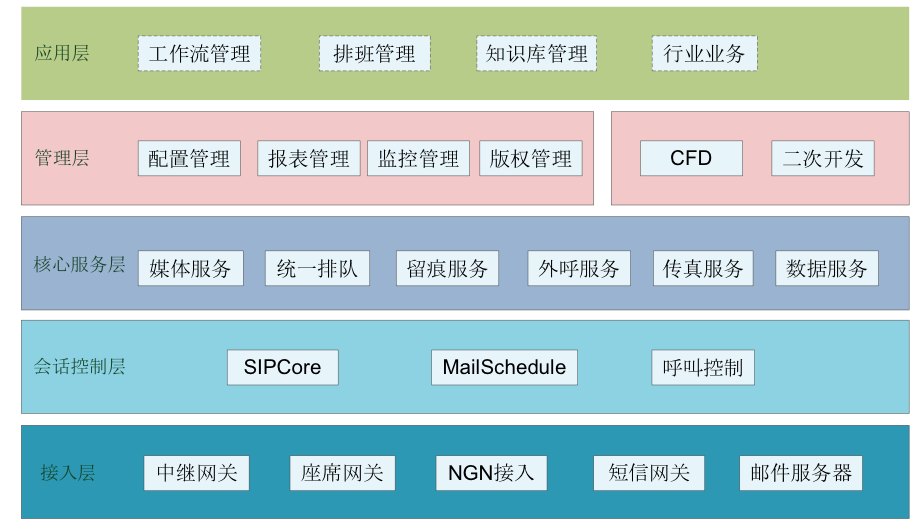 应用层 工作流管理 排班管理 知识库管理 行业业务
管理层 配置管理 报表管理 监控管理 版权管理 CFD 二次开发
核心服务层 媒体服务 统一排队 留痕服务 外呼服务 传真服务 数据服务
会话控制层 SIPCore MailSchedule 呼叫控制
接入层 中继网关 座席网关 NGN接入 短信网关 邮件服务器